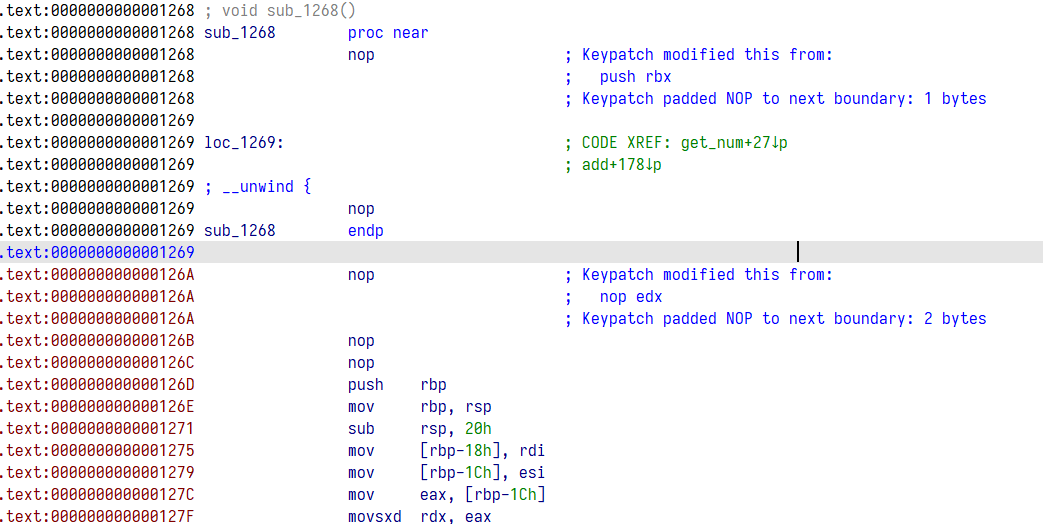 .text:0000000000001268 ; void sub_1268()
.text:0000000000001268 sub_1268 proc near
.text:0000000000001268 nop ; Keypatch modified this from:
.text:0000000000001268 ; push rbx
.text:0000000000001268 ; Keypatch padded NOP to next boundary: 1 bytes
.text:0000000000001269
.text:0000000000001269 loc_1269: ; CODE XREF: get_num+27↓p
.text:0000000000001269 ; add+178↓p
.text:0000000000001269 ; __unwind {
.text:0000000000001269 nop
.text:0000000000001269 sub_1268 endp
.text:0000000000001269
.text:000000000000126A nop ; Keypatch modified this from:
.text:000000000000126A ; nop edx
.text:000000000000126A ; Keypatch padded NOP to next boundary: 2 bytes
.text:000000000000126B nop
.text:000000000000126C nop
.text:000000000000126D push rbp
.text:000000000000126E mov rbp, rsp
.text:0000000000001271 sub rsp, 20h
.text:0000000000001275 mov [rbp-18h], rdi
.text:0000000000001279 mov [rbp-1Ch], esi
.text:000000000000127C mov eax, [rbp-1Ch]
.text:000000000000127F movsxd rdx, eax